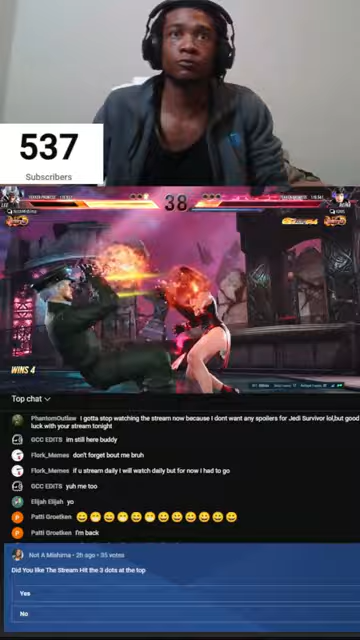 537
Subscribers
38
WINS 4
Top chat
PhantomOutlaw I gotta stop watching the stream now because I dont want any spoilers for Jedi Survivor lol,but good
luck with your stream tonight
GCC EDITS im still here buddy
Flork_Memes don't forget bout me bruh
Flork_Memes if u stream daily I will watch daily but for now I had to go
GCC EDITS yuh me too
Elijah Elijah yo
P Patti Groetken 😀😁😀😁😀😁😀😀😀😀😀😀
P Patti Groetken I'm back
Not A Mishima • 2h ago • 35 votes
Did You like The Stream Hit the 3 dots at the top
Yes
No